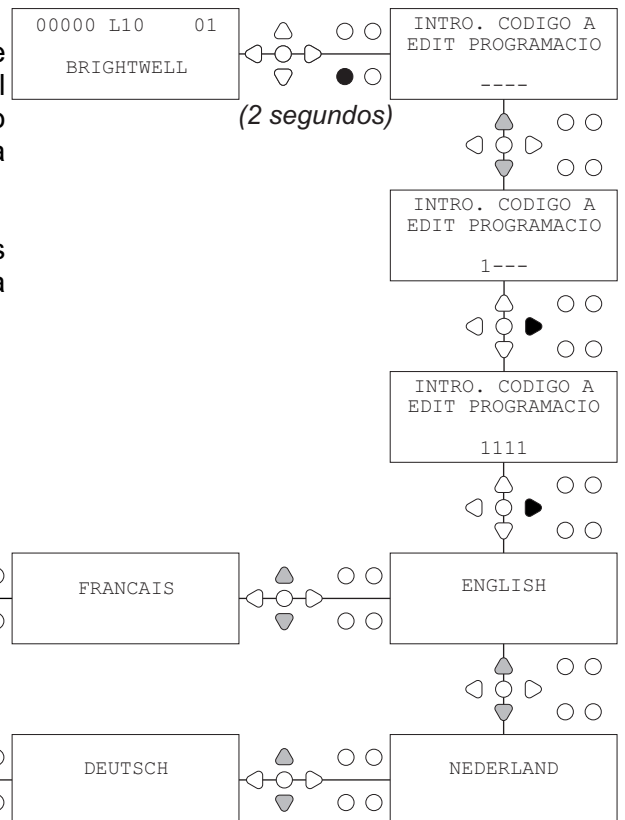 00000 L10 01
BRIGHTWELL
(2 segundos)
INTRO. CODIGO A
EDIT PROGRAMACIO
----
INTRO. CODIGO A
EDIT PROGRAMACIO
1---
INTRO. CODIGO A
EDIT PROGRAMACIO
1111
FRANCAIS
ENGLISH
DEUTSCH
NEDERLAND